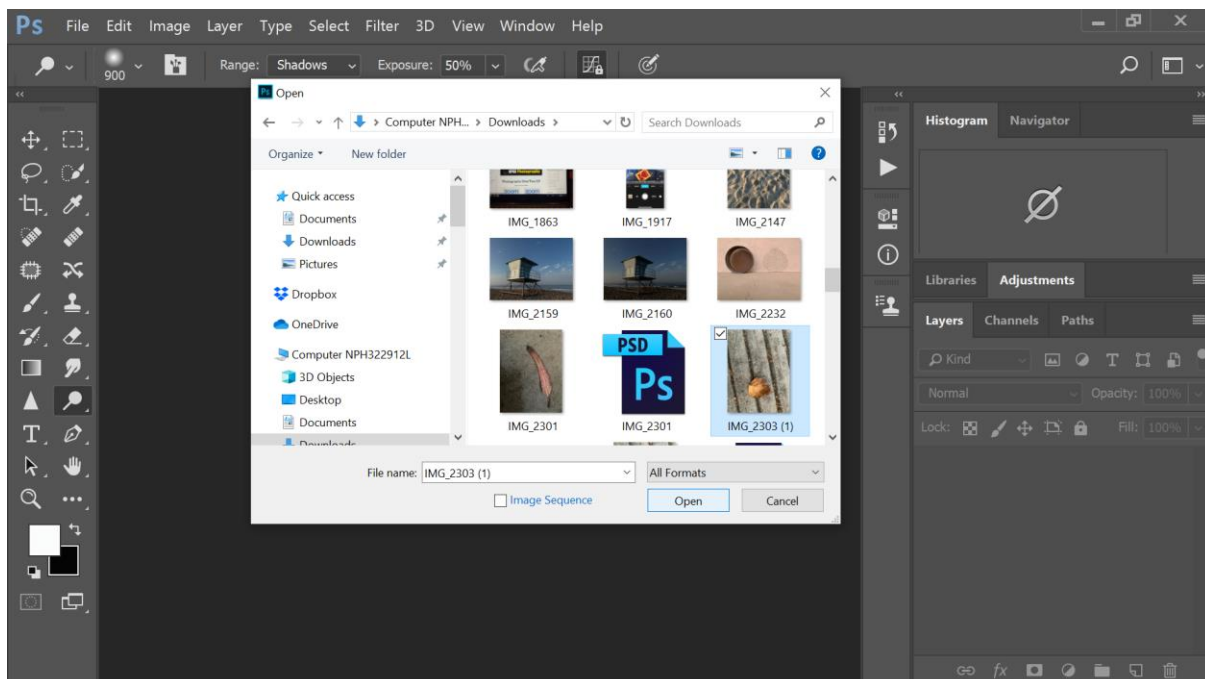 Ps File Edit Image Layer Type Select Filter 3D View Window Help
900 Range: Shadows Exposure: 50%
Ps Open
Computer NPH... Downloads Search Downloads
Organize New folder
Quick access
Documents
Downloads
Pictures
Dropbox
OneDrive
Computer NPH322912L
3D Objects
Desktop
Documents
Downloads
IMG_1863 IMG_1917 IMG_2147
IMG_2159 IMG_2160 IMG_2232
PSD
Ps
IMG_2301 IMG_2301 IMG_2303 (1)
File name: IMG_2303 (1) All Formats
Image Sequence Open Cancel
Histogram Navigator
Libraries Adjustments
Layers Channels Paths
Kind
Normal Opacity: 100%
Lock: Fill: 100%
fx